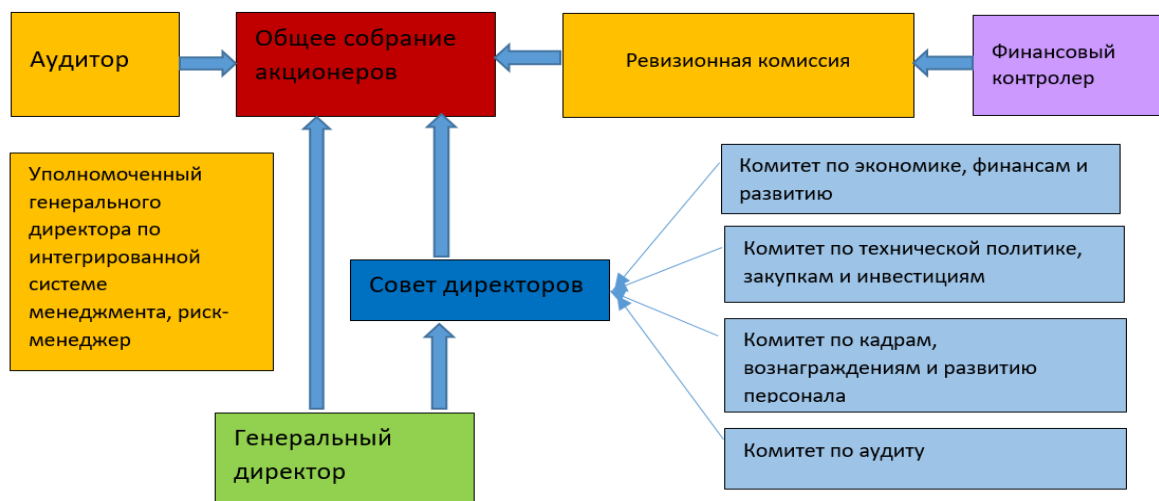 Аудитор
Общее собрание
акционеров
Ревизионная комиссия
Финансовый
контролер
Уполномоченный
генерального
директора по
интегрированной
системе
менеджмента, риск-
менеджер
Комитет по экономике, финансам и
развитию
Комитет по технической политике,
закупкам и инвестициям
Совет директоров
Комитет по кадрам,
вознаграждениям и развитию
персонала
Генеральный
директор
Комитет по аудиту